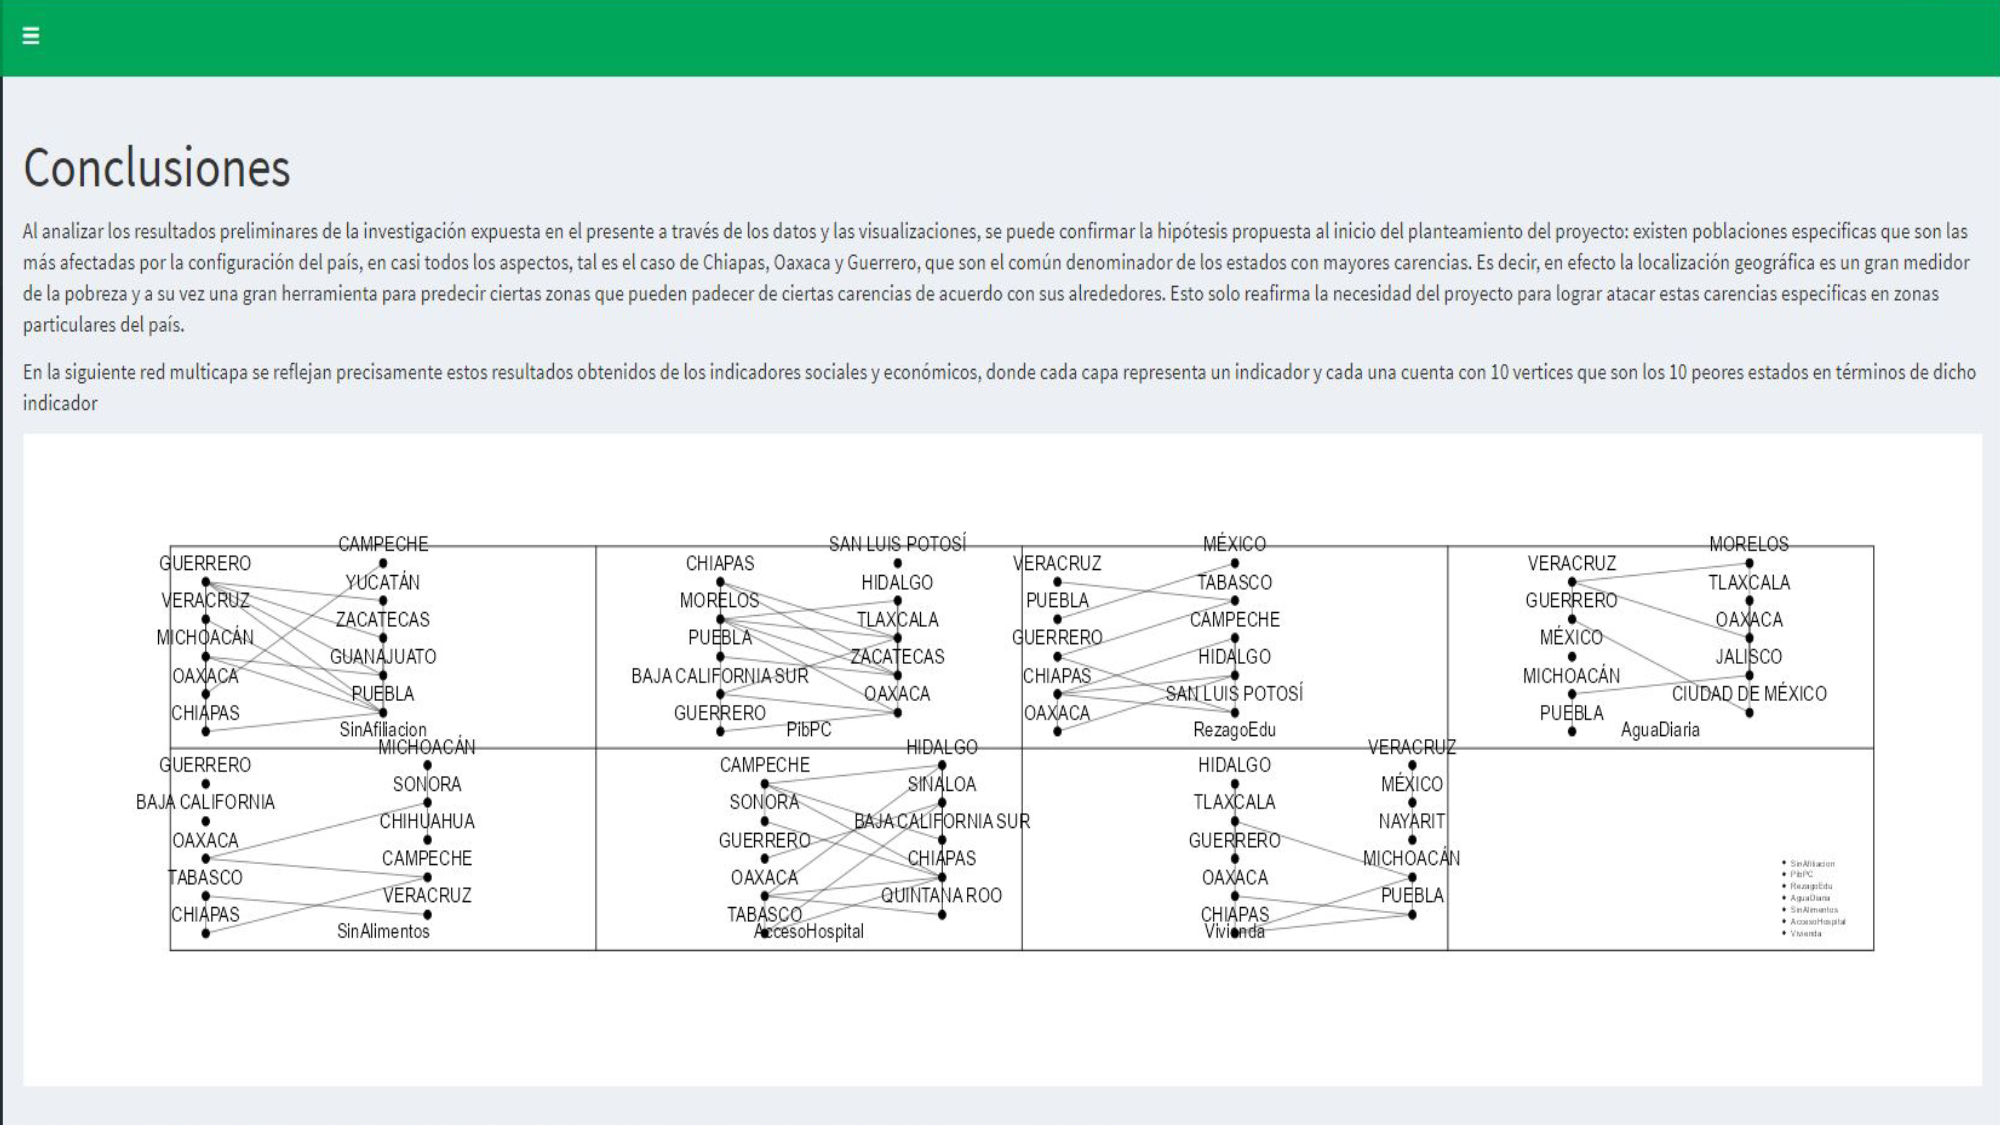 Conclusiones
Al analizar los resultados preliminares de la investigación expuesta en el presente a través de los datos y las visualizaciones, se puede confirmar la hipótesis propuesta al inicio del planteamiento del proyecto: existen poblaciones especificas que son las
más afectadas por la configuración del país, en casi todos los aspectos, tal es el caso de Chiapas, Oaxaca y Guerrero, que son el común denominador de los estados con mayores carencias. Es decir, en efecto la localización geográfica es un gran medidor
de la pobreza y a su vez una gran herramienta para predecir ciertas zonas que pueden padecer de ciertas carencias de acuerdo con sus alrededores. Esto solo reafirma la necesidad del proyecto para lograr atacar estas carencias especificas en zonas
particulares del país.
En la siguiente red multicapa se reflejan precisamente estos resultados obtenidos de los indicadores sociales y económicos, donde cada capa representa un indicador y cada una cuenta con 10 vertices que son los 10 peores estados en términos de dicho
indicador
CAMPECHE
GUERRERO
YUCATÁN
VERACRUZ
ZACATECAS
MICHOACÁN
GUANAJUATO
OAXACA
PUEBLA
CHIAPAS
SinAfiliacion
SAN LUIS POTOSÍ
CHIAPAS
HIDALGO
MORELOS
TLAXCALA
PUEBLA
ZACATECAS
BAJA CALIFORNIA SUR
OAXACA
GUERRERO
PibPC
MÉXICO
VERACRUZ
TABASCO
PUEBLA
CAMPECHE
GUERRERO
HIDALGO
CHIAPAS
SAN LUIS POTOSÍ
OAXACA
RezagoEdu
MORELOS
VERACRUZ
TLAXCALA
GUERRERO
OAXACA
MÉXICO
JALISCO
MICHOACÁN
CIUDAD DE MÉXICO
PUEBLA
AguaDiaria
MICHOACÁN
GUERRERO
SONORA
BAJA CALIFORNIA
CHIHUAHUA
OAXACA
CAMPECHE
TABASCO
VERACRUZ
CHIAPAS
SinAlimentos
HIDALGO
CAMPECHE
SINALOA
SONORA
BAJA CALIFORNIA SUR
GUERRERO
CHIAPAS
OAXACA
QUINTANA ROO
TABASCO
AccesoHospital
VERACRUZ
HIDALGO
MÉXICO
TLAXCALA
NAYARIT
GUERRERO
MICHOACÁN
OAXACA
PUEBLA
CHIAPAS
Vivienda
SinAfiliacion
PibPC
RezagoEdu
AguaDiaria
SinAlimentos
AccesoHospital
Vivienda